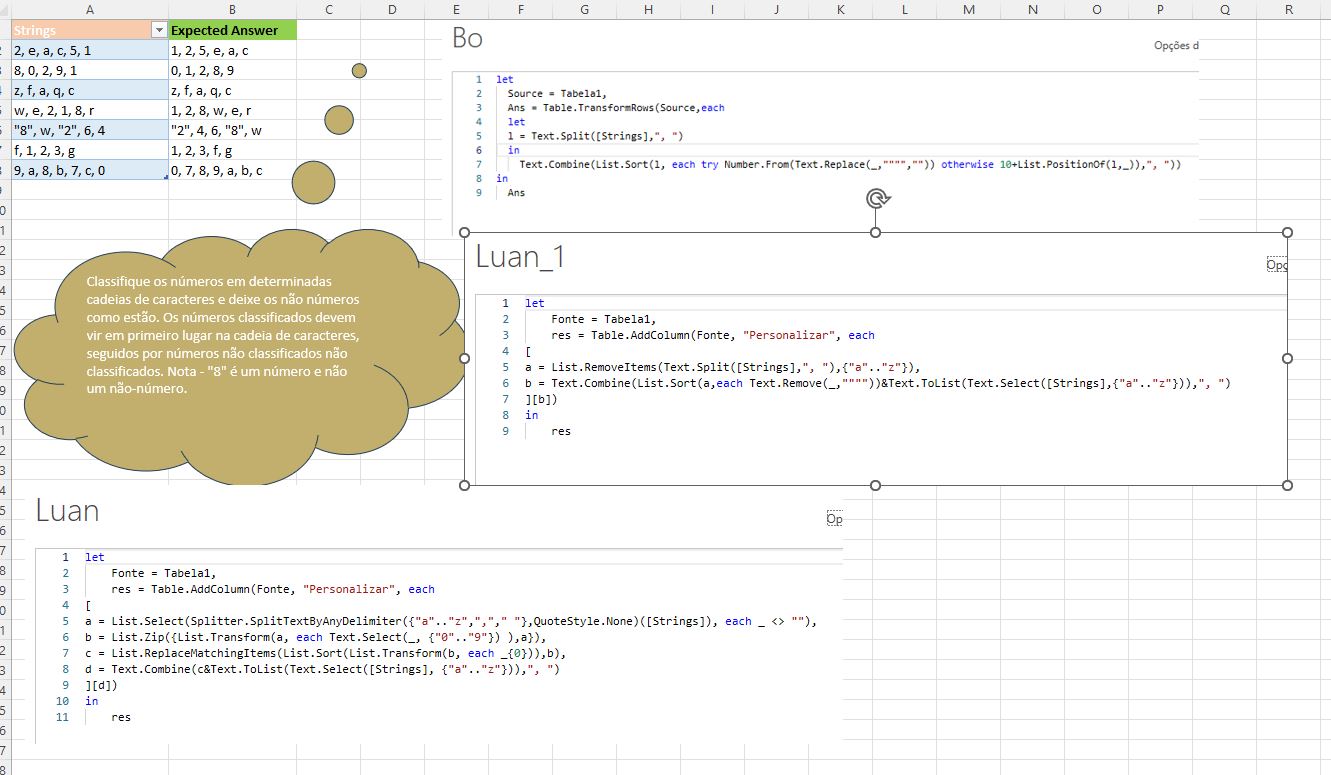 A B C D E F G H I J K L M N O P Q R
Strings Expected Answer
2, e, a, c, 5, 1 1, 2, 5, e, a, c
8, 0, 2, 9, 1 0, 1, 2, 8, 9
z, f, a, q, c z, f, a, q, c
w, e, 2, 1, 8, r 1, 2, 8, w, e, r
"8", w, "2", 6, 4 "2", 4, 6, "8", w
f, 1, 2, 3, g 1, 2, 3, f, g
9, a, 8, b, 7, c, 0 0, 7, 8, 9, a, b, c
Bo
Opções d
1 let
2 Source = Tabela1,
3 Ans = Table.TransformRows(Source,each
4 let
5 l = Text.Split([Strings],", ")
6 in
7 Text.Combine(List.Sort(l, each try Number.From(Text.Replace(_,"""","")) otherwise 10+List.PositionOf(l,_)),", "))
8 in
9 Ans
Classifique os números em determinadas
cadeias de caracteres e deixe os não números
como estão. Os números classificados devem
vir em primeiro lugar na cadeia de caracteres,
seguidos por números não classificados não
classificados. Nota - "8" é um número e não
um não-número.
Luan_1
Opç
1 let
2 Fonte = Tabela1,
3 res = Table.AddColumn(Fonte, "Personalizar", each
4 [
5 a = List.RemoveItems(Text.Split([Strings],", "),{"a".."z"}),
6 b = Text.Combine(List.Sort(a,each Text.Remove(_,""""))&Text.ToList(Text.Select([Strings],{"a".."z"})),", ")
7 ][b])
8 in
9 res
Luan
Op
1 let
2 Fonte = Tabela1,
3 res = Table.AddColumn(Fonte, "Personalizar", each
4 [
5 a = List.Select(Splitter.SplitTextByAnyDelimiter({"a".."z",","," "},QuoteStyle.None)([Strings]), each _ <> ""),
6 b = List.Zip({List.Transform(a, each Text.Select(_, {"0".."9"}) ),a}),
7 c = List.ReplaceMatchingItems(List.Sort(List.Transform(b, each _{0})),b),
8 d = Text.Combine(c&Text.ToList(Text.Select([Strings], {"a".."z"})),", ")
9 ][d])
10 in
11 res